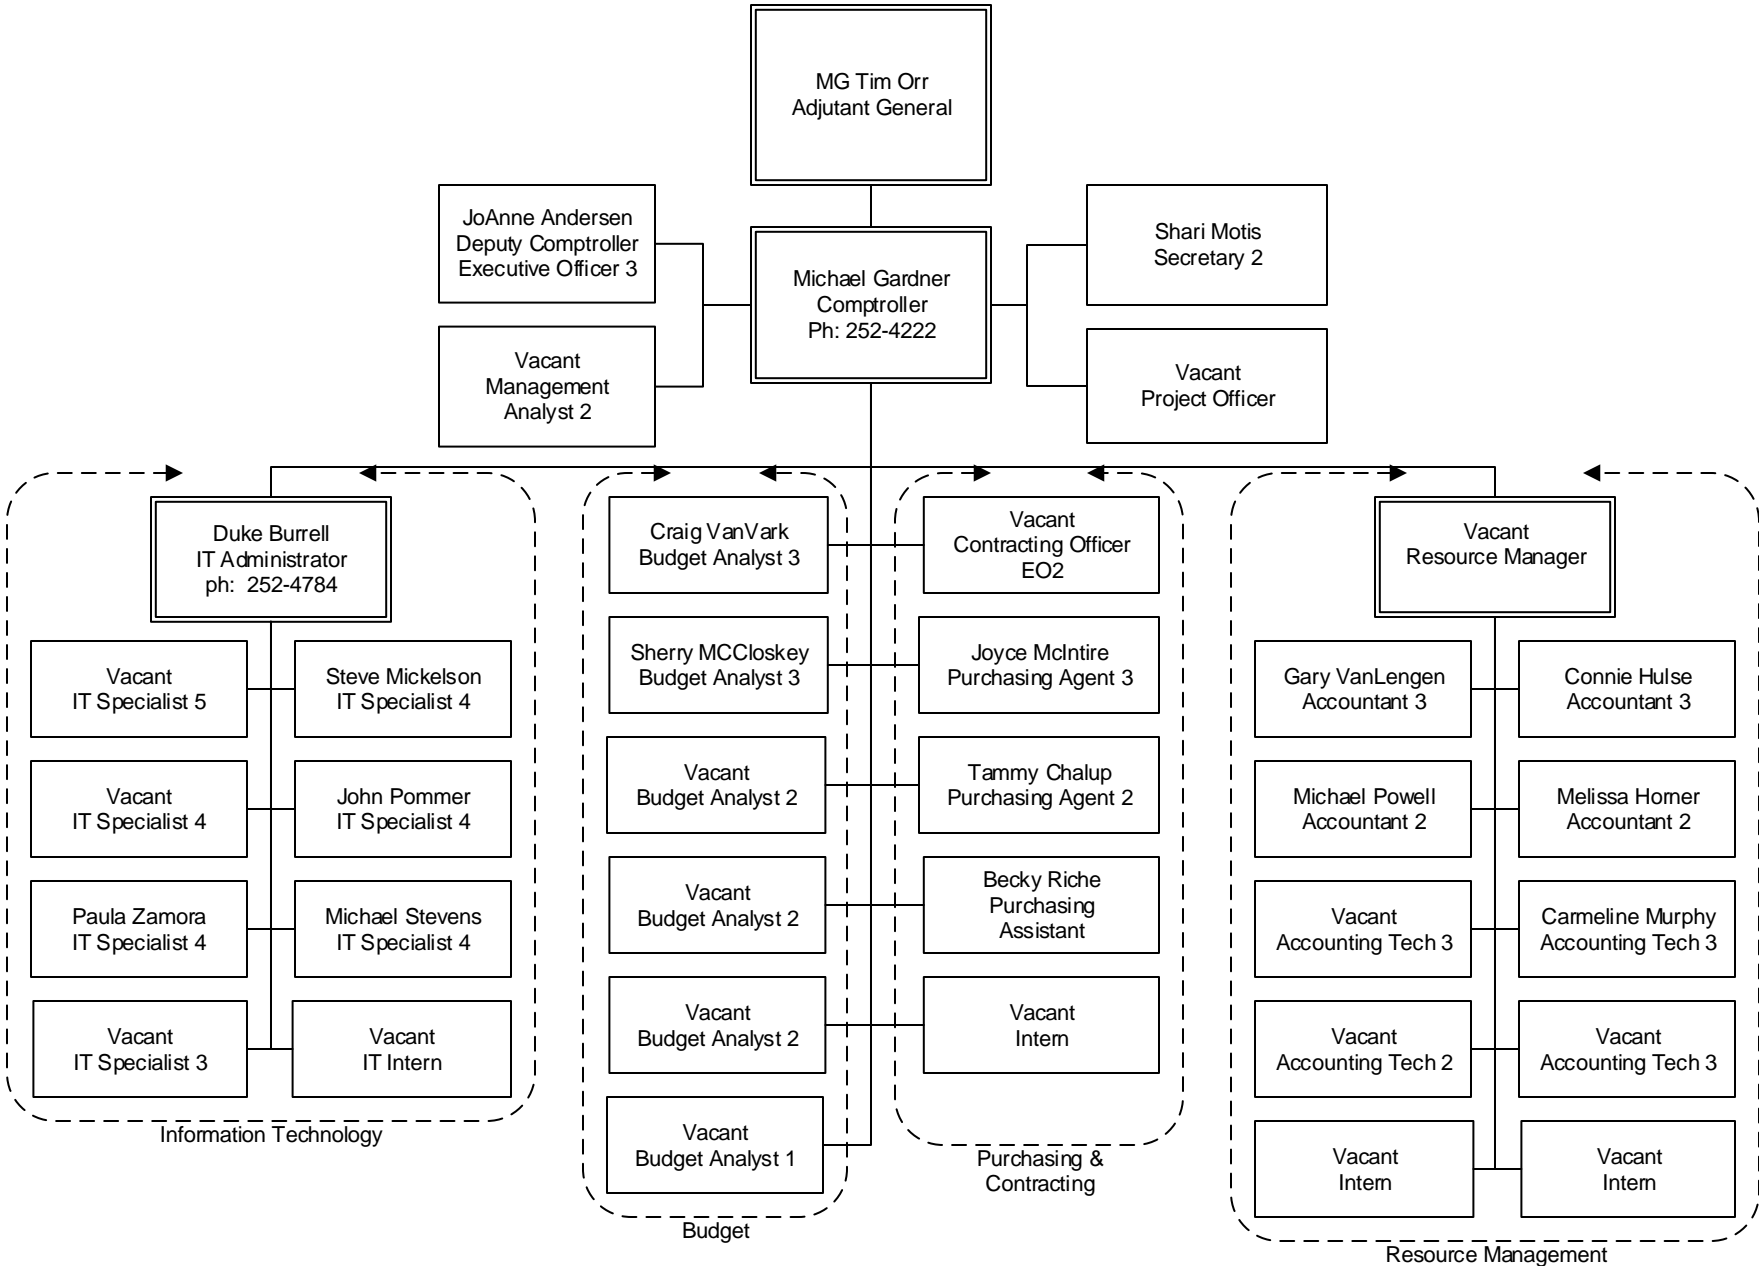 MG Tim Orr
Adjutant General
JoAnne Andersen
Deputy Comptroller
Executive Officer 3
Michael Gardner
Comptroller
Ph: 252-4222
Shari Motis
Secretary 2
Vacant
Management
Analyst 2
Vacant
Project Officer
Duke Burrell
IT Administrator
ph: 252-4784
Vacant
IT Specialist 5
Steve Mickelson
IT Specialist 4
Vacant
IT Specialist 4
John Pommer
IT Specialist 4
Paula Zamora
IT Specialist 4
Michael Stevens
IT Specialist 4
Vacant
IT Specialist 3
Vacant
IT Intern
Information Technology
Craig VanVark
Budget Analyst 3
Sherry MCCloskey
Budget Analyst 3
Vacant
Budget Analyst 2
Vacant
Budget Analyst 2
Vacant
Budget Analyst 2
Vacant
Budget Analyst 1
Budget
Vacant
Contracting Officer
EO2
Joyce McIntire
Purchasing Agent 3
Tammy Chalup
Purchasing Agent 2
Becky Riche
Purchasing
Assistant
Vacant
Intern
Purchasing &
Contracting
Vacant
Resource Manager
Gary VanLengen
Accountant 3
Connie Hulse
Accountant 3
Michael Powell
Accountant 2
Melissa Horner
Accountant 2
Vacant
Accounting Tech 3
Carmeline Murphy
Accounting Tech 3
Vacant
Accounting Tech 2
Vacant
Accounting Tech 3
Vacant
Intern
Vacant
Intern
Resource Management